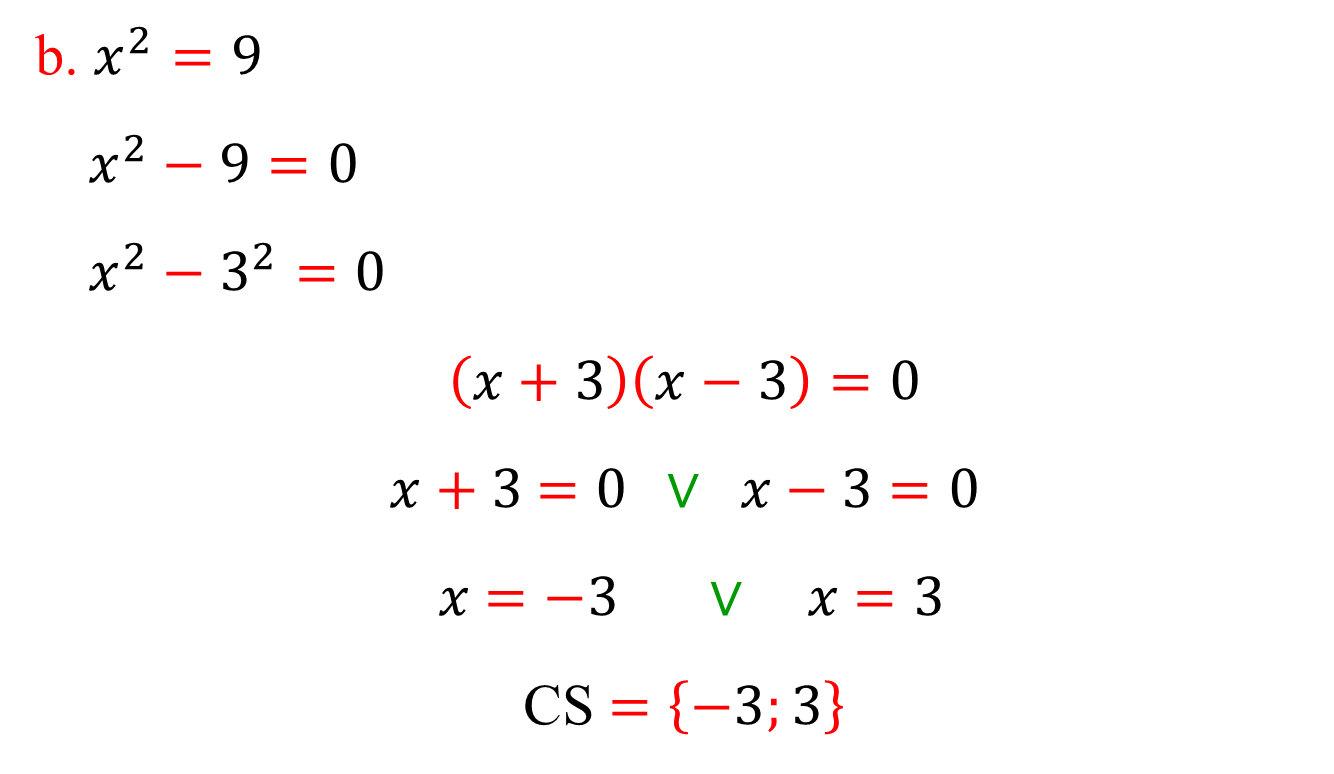 b. x² = 9
x² − 9 = 0
x² − 3² = 0
(x + 3)(x − 3) = 0
x + 3 = 0 ∨ x − 3 = 0
x = −3 ∨ x = 3
CS = {−3; 3}